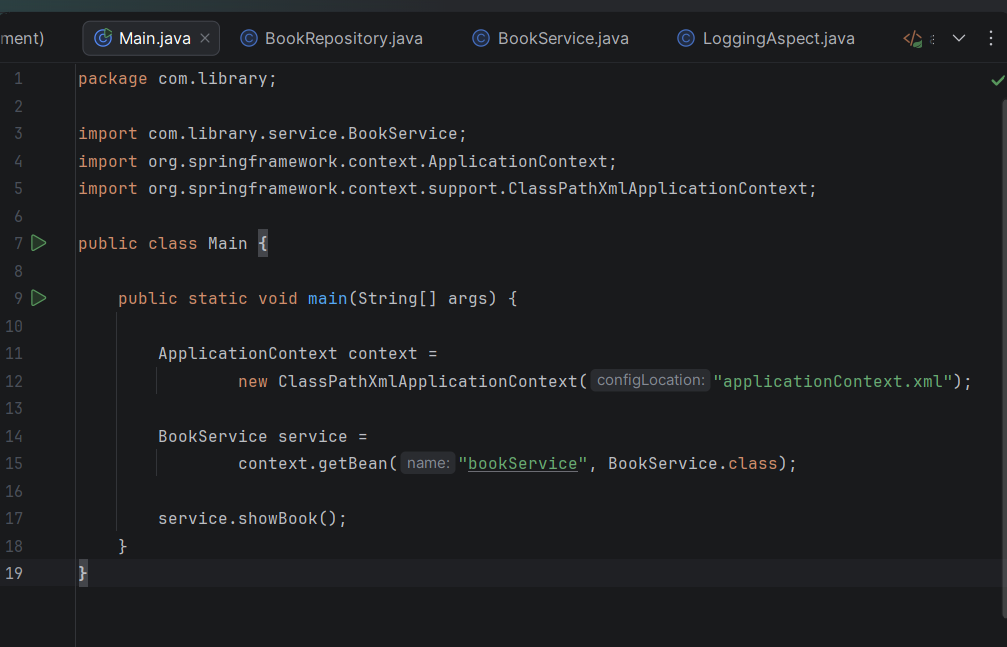 ment)
Main.java
BookRepository.java
BookService.java
LoggingAspect.java
1 package com.library;
2
3 import com.library.service.BookService;
4 import org.springframework.context.ApplicationContext;
5 import org.springframework.context.support.ClassPathXmlApplicationContext;
6
7 public class Main {
8
9 public static void main(String[] args) {
10
11 ApplicationContext context =
12 new ClassPathXmlApplicationContext( configLocation: "applicationContext.xml");
13
14 BookService service =
15 context.getBean( name: "bookService", BookService.class);
16
17 service.showBook();
18 }
19 }